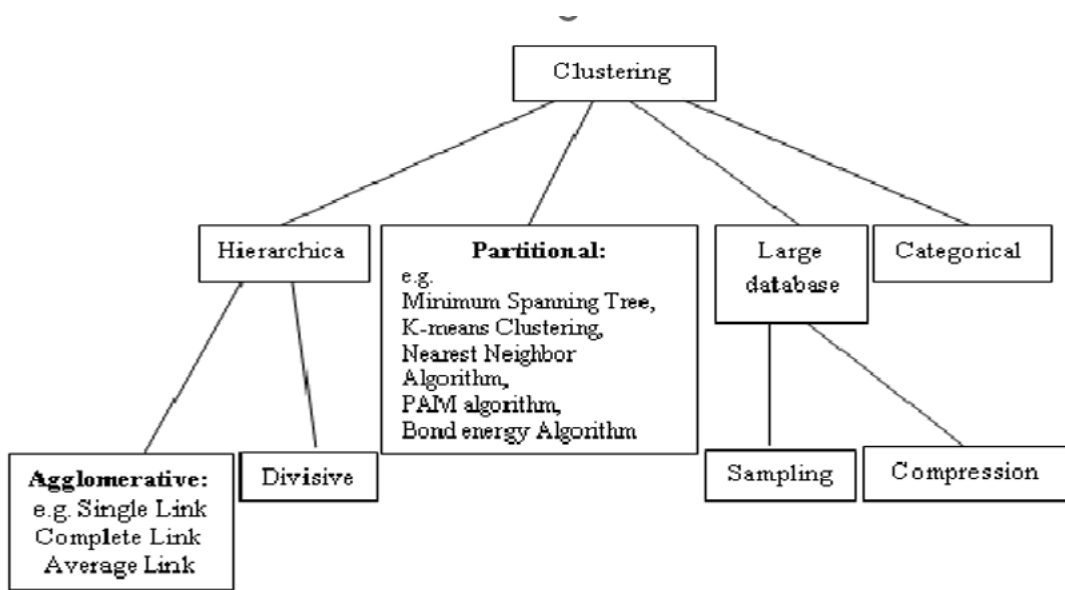 Clustering
Hierarchica
Partitional:
e.g.
Minimum Spanning Tree,
K-means Clustering,
Nearest Neighbor
Algorithm,
PAM algorithm,
Bond energy Algorithm
Large
database
Categorical
Agglomerative:
e.g. Single Link
Complete Link
Average Link
Divisive
Sampling
Compression